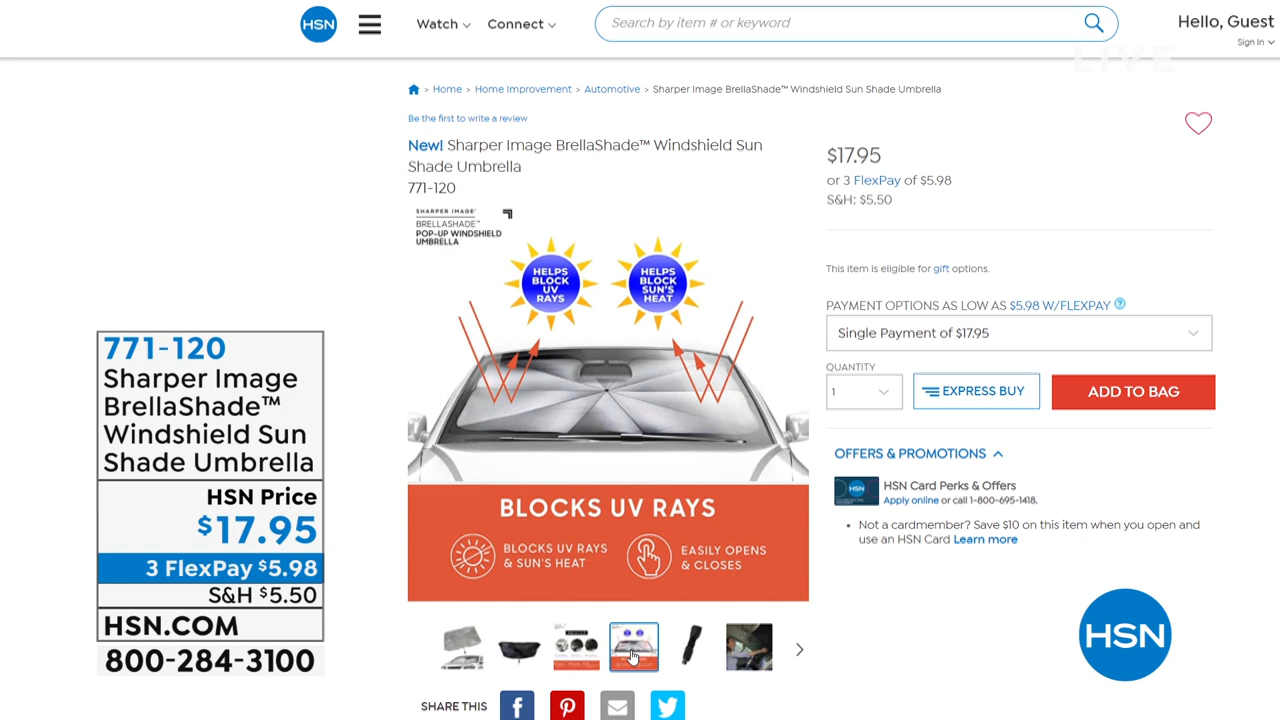 HSN
Watch
Connect
Search by item # or keyword
Hello, Guest
Sign In
LIVE
> Home > Home Improvement > Automotive > Sharper Image BrellaShade™ Windshield Sun Shade Umbrella
Be the first to write a review
New! Sharper Image BrellaShade™ Windshield Sun
Shade Umbrella
771-120
SHARPER IMAGE®
BRELLASHADE™
POP-UP WINDSHIELD
UMBRELLA
HELPS
BLOCK
UV
RAYS
HELPS
BLOCK
SUN'S
HEAT
BLOCKS UV RAYS
BLOCKS UV RAYS
& SUN'S HEAT
EASILY OPENS
& CLOSES
SHARE THIS
$17.95
or 3 FlexPay of $5.98
S&H: $5.50
This item is eligible for gift options.
PAYMENT OPTIONS AS LOW AS $5.98 W/FLEXPAY ?
Single Payment of $17.95
QUANTITY
1
EXPRESS BUY
ADD TO BAG
OFFERS & PROMOTIONS
HSN
HSN Card Perks & Offers
Apply online or call 1-800-695-1418.
• Not a cardmember? Save $10 on this item when you open and
use an HSN Card Learn more
HSN
771-120
Sharper Image
BrellaShade™
Windshield Sun
Shade Umbrella
HSN Price
$17.95
3 FlexPay $5.98
S&H $5.50
HSN.COM
800-284-3100